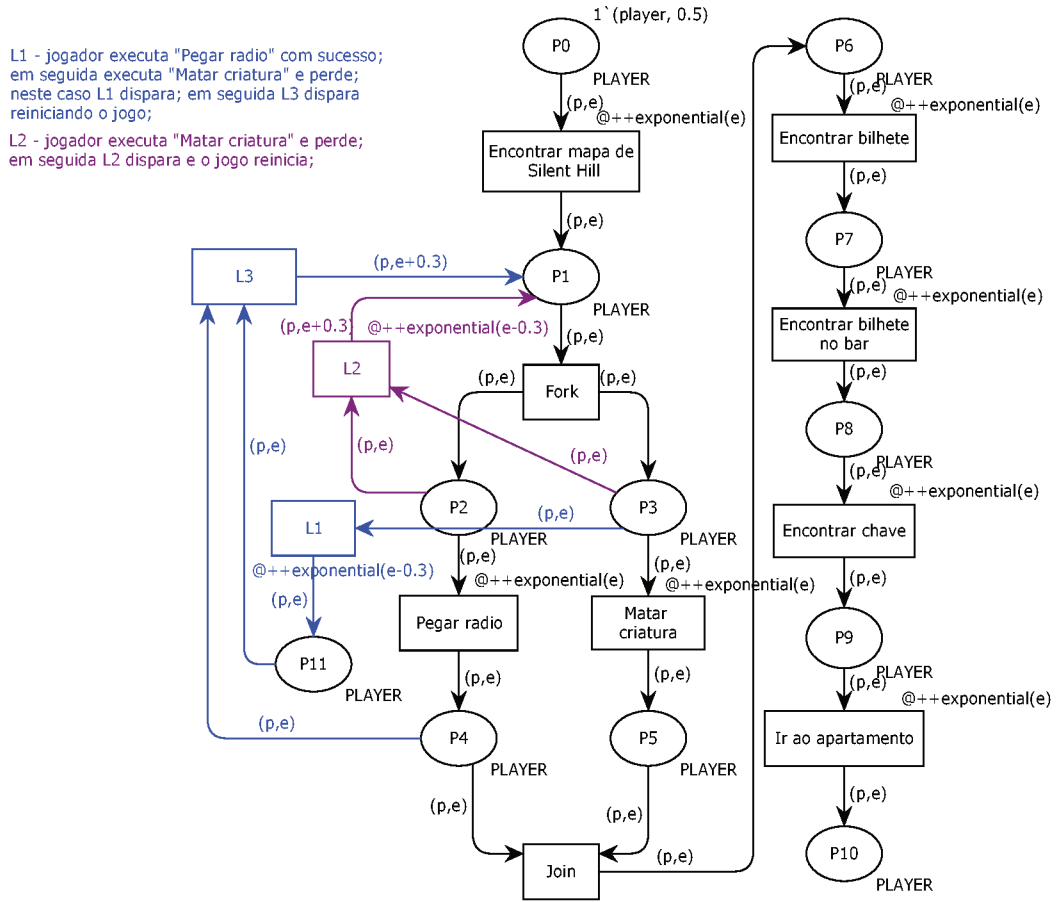 L1 - jogador executa "Pegar radio" com sucesso;
em seguida executa "Matar criatura" e perde;
neste caso L1 dispara; em seguida L3 dispara
reiniciando o jogo;
L2 - jogador executa "Matar criatura" e perde;
em seguida L2 dispara e o jogo reinicia;
1`(player, 0.5)
P0
PLAYER
(p,e)
@++exponential(e)
Encontrar mapa de
Silent Hill
(p,e)
P1
PLAYER
(p,e)
Fork
(p,e)
(p,e)
L3
(p,e+0.3)
(p,e+0.3)
@++exponential(e-0.3)
L2
(p,e)
(p,e)
(p,e)
P2
PLAYER
P3
PLAYER
L1
(p,e)
@++exponential(e-0.3)
(p,e)
P11
PLAYER
(p,e)
@++exponential(e)
Pegar radio
(p,e)
P4
PLAYER
(p,e)
(p,e)
(p,e)
@++exponential(e)
Matar
criatura
(p,e)
P5
PLAYER
(p,e)
Join
(p,e)
P6
PLAYER
(p,e)
@++exponential(e)
Encontrar bilhete
(p,e)
P7
PLAYER
(p,e)
@++exponential(e)
Encontrar bilhete
no bar
(p,e)
P8
PLAYER
(p,e)
@++exponential(e)
Encontrar chave
(p,e)
P9
PLAYER
(p,e)
@++exponential(e)
Ir ao apartamento
(p,e)
P10
PLAYER